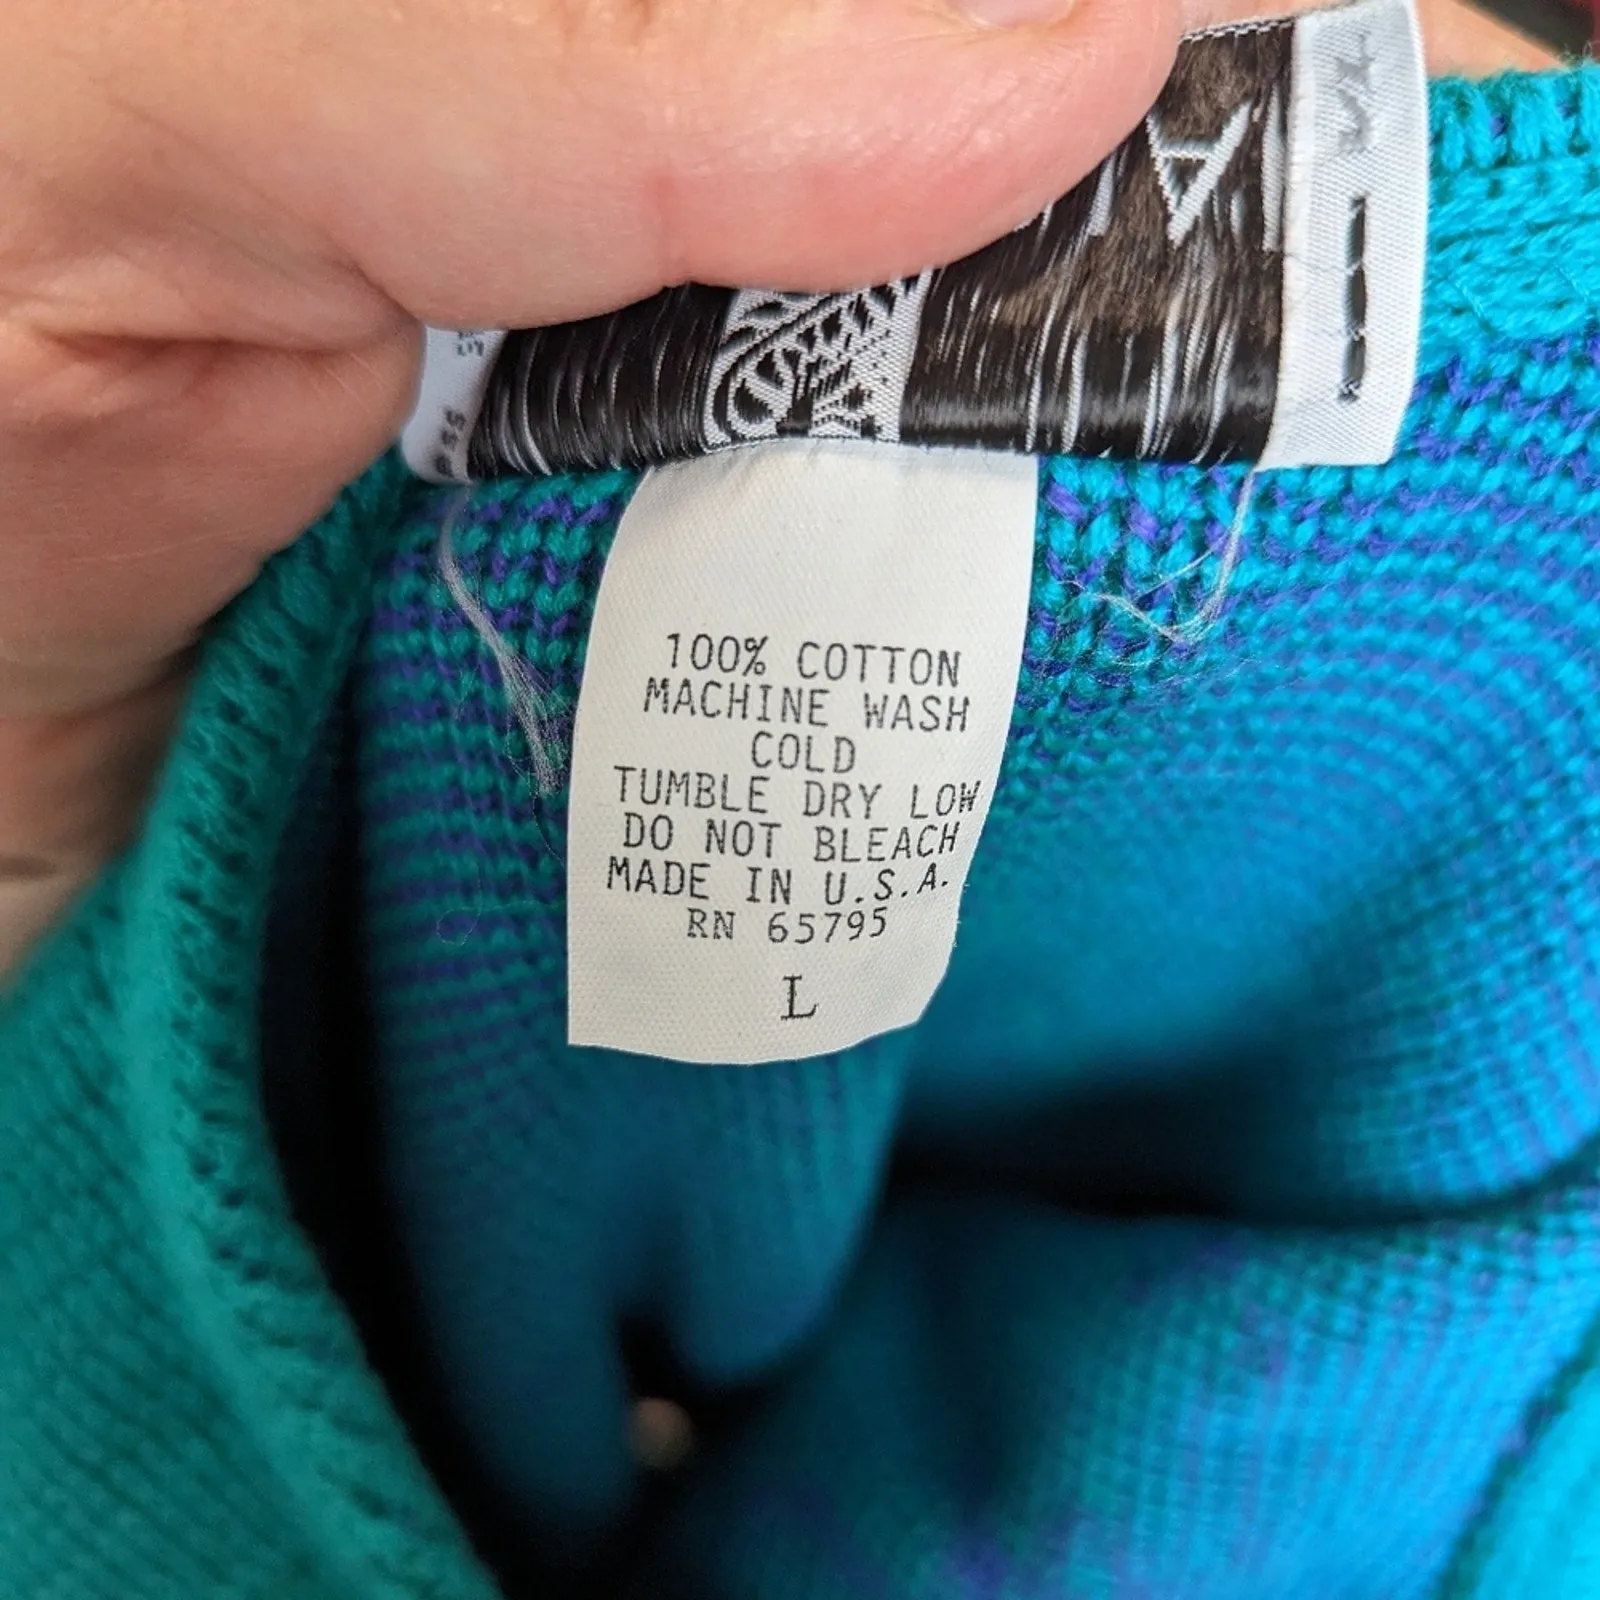 100% COTTON
MACHINE WASH
COLD
TUMBLE DRY LOW
DO NOT BLEACH
MADE IN U.S.A.
RN 65795
L